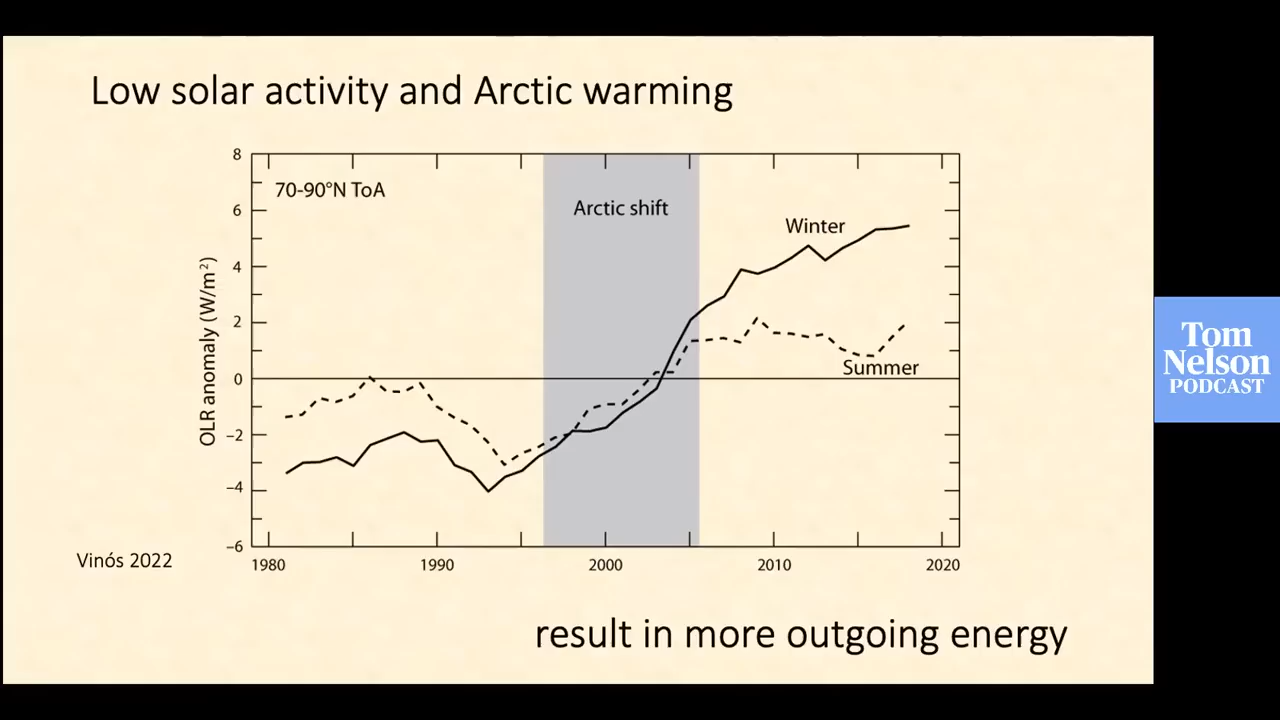 Low solar activity and Arctic warming
8
70-90°N ToA
Arctic shift
6
Winter
4
OLR anomaly (W/m²)
2
Tom
Nelson
PODCAST
Summer
0
−2
−4
−6
Vinós 2022
1980
1990
2000
2010
2020
result in more outgoing energy